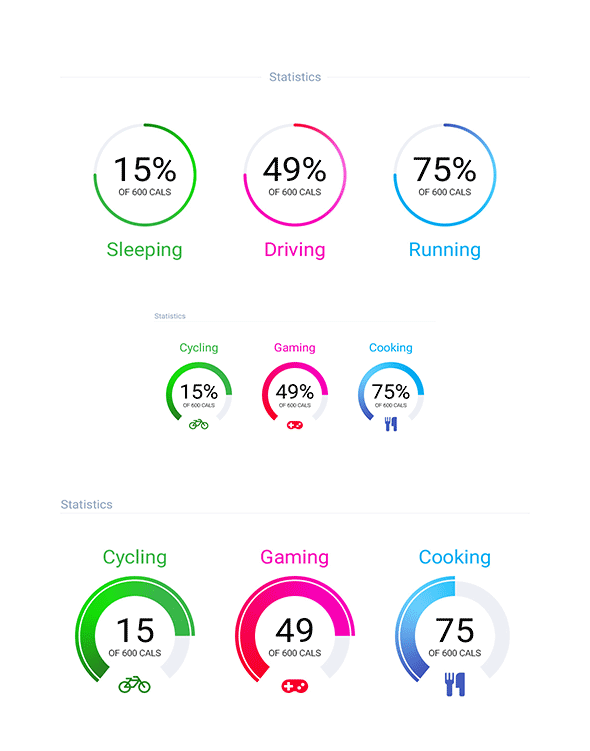 Statistics
15% 49% 75%
OF 600 CALS OF 600 CALS OF 600 CALS
Sleeping Driving Running
Statistics
Cycling Gaming Cooking
15% 49% 75%
OF 600 CALS OF 600 CALS OF 600 CALS
Statistics
Cycling Gaming Cooking
15 49 75
OF 600 CALS OF 600 CALS OF 600 CALS